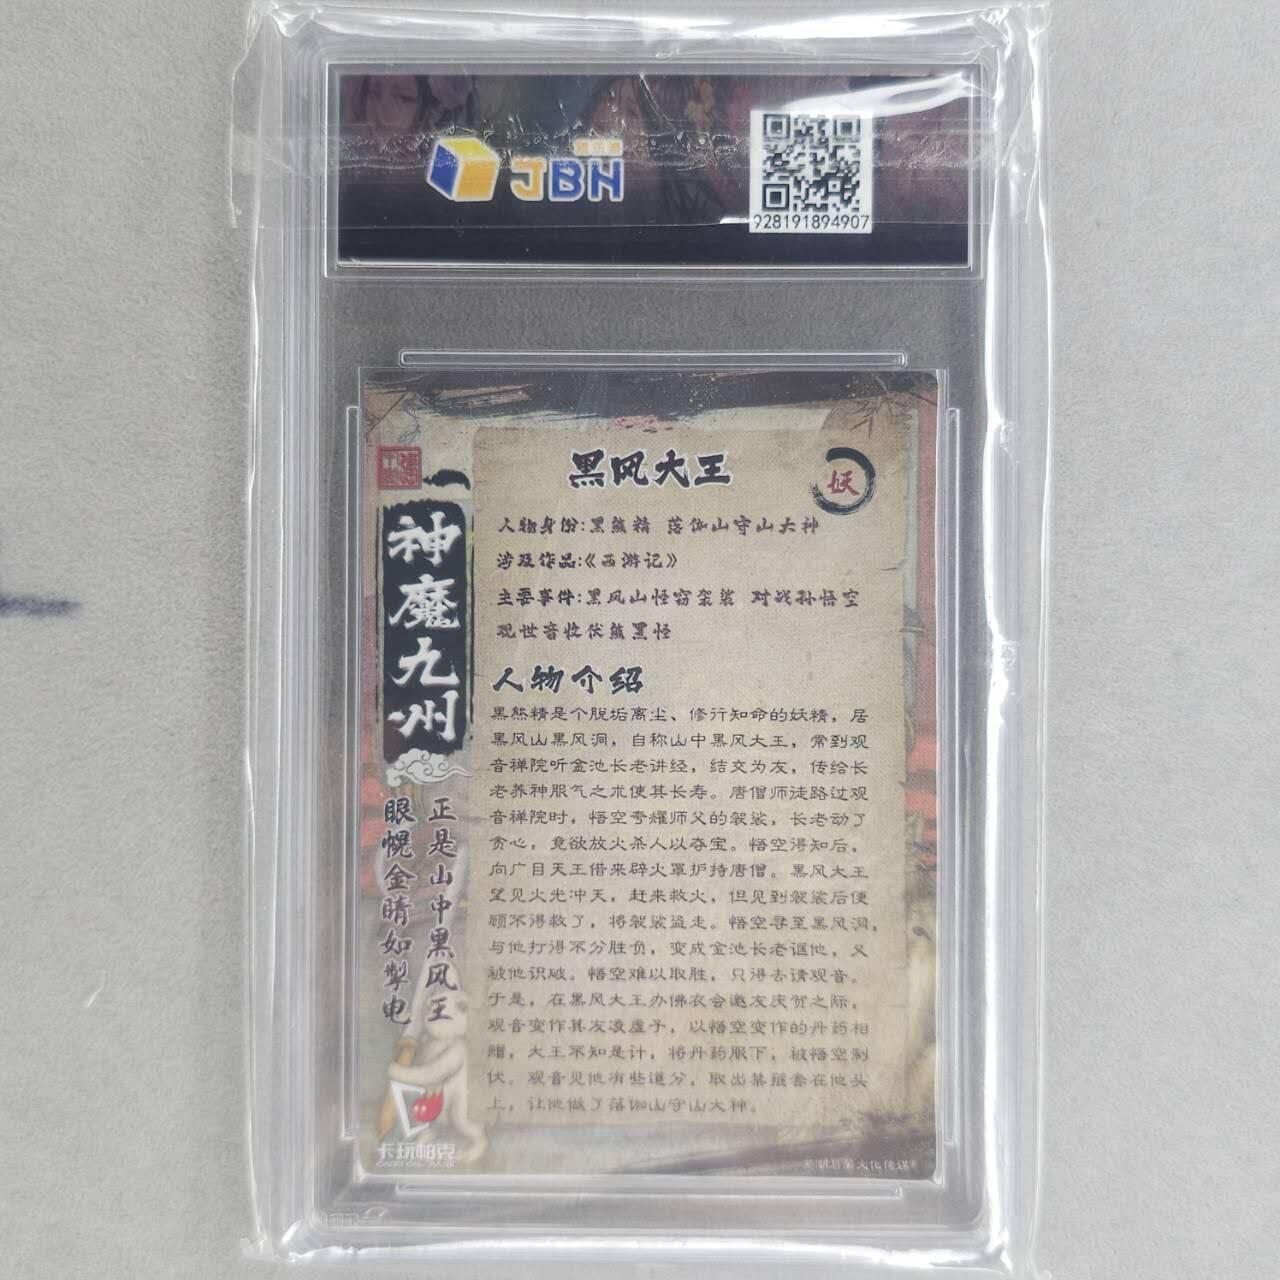 JBH
928191894907
黑风大王
妖
人物身份:黑熊精 落伽山守山大神
涉及作品:《西游记》
主要事件:黑风山怪窃袈裟 对战孙悟空
观世音收伏熊黑怪
人物介绍
黑熊精是个脱垢离尘、修行知命的妖精，居
黑风山黑风洞，自称山中黑风大王，常到观
音禅院听金池长老讲经，结交为友，传给长
老养神服气之术使其长寿。唐僧师徒路过观
音禅院时，悟空夸耀师父的袈裟，长老动了
贪心，竟欲放火杀人以夺宝。悟空得知后，
向广目天王借来辟火罩护持唐僧。黑风大王
望见火光冲天，赶来救火，但见到袈裟后便
顾不得救了，将袈裟盗走。悟空寻至黑风洞，
与他打得不分胜负，变成金池长老诓他，又
被他识破。悟空难以取胜，只得去请观音。
于是，在黑风大王办佛衣会邀友庆贺之际，
观音变作其友凌虚子，以悟空变作的丹药相
赠，大王不知是计，将丹药服下，被悟空制
伏。观音见他有些道分，取出禁箍套在他头
上，让他做了落伽山守山大神。
神魔九州
正是山中黑风王
眼幌金睛如掣电
卡玩帕克